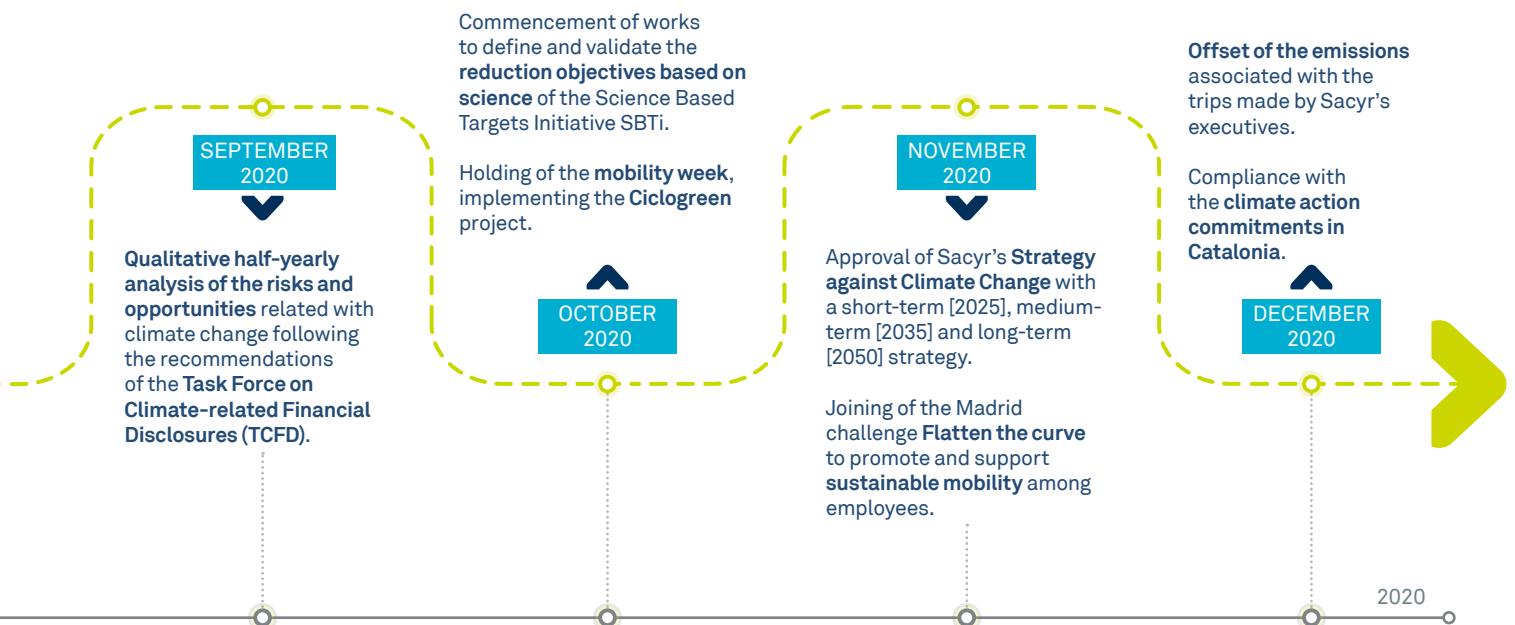 SEPTEMBER
2020
Qualitative half-yearly
analysis of the risks and
opportunities related with
climate change following
the recommendations
of the Task Force on
Climate-related Financial
Disclosures (TCFD).
Commencement of works
to define and validate the
reduction objectives based on
science of the Science Based
Targets Initiative SBTi.
Holding of the mobility week,
implementing the Ciclogreen
project.
OCTOBER
2020
NOVEMBER
2020
Approval of Sacyr’s Strategy
against Climate Change with
a short-term [2025], medium-
term [2035] and long-term
[2050] strategy.
Joining of the Madrid
challenge Flatten the curve
to promote and support
sustainable mobility among
employees.
Offset of the emissions
associated with the
trips made by Sacyr’s
executives.
Compliance with
the climate action
commitments in
Catalonia.
DECEMBER
2020
2020